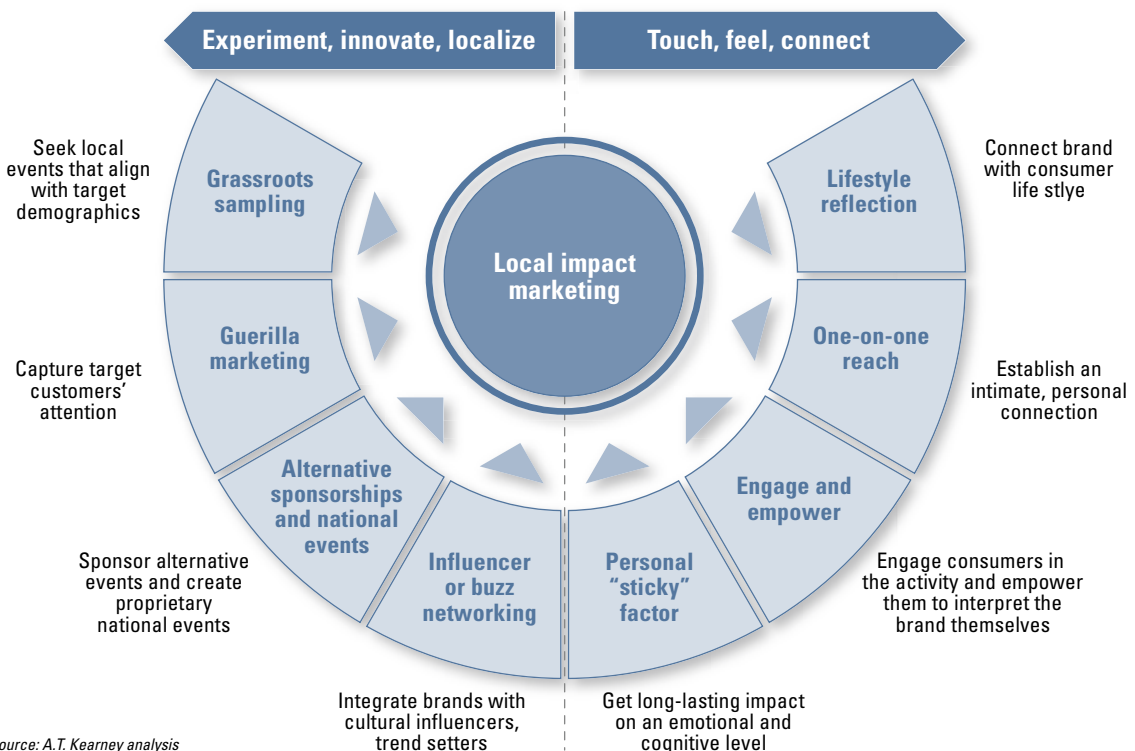 Experiment, innovate, localize
Touch, feel, connect
Seek local
events that align
with target
demographics
Grassroots
sampling
Capture target
customers’
attention
Guerilla
marketing
Sponsor alternative
events and create
proprietary
national events
Alternative
sponsorships
and national
events
Integrate brands with
cultural influencers,
trend setters
Influencer
or buzz
networking
Local impact
marketing
Lifestyle
reflection
Connect brand
with consumer
life stlye
One-on-one
reach
Establish an
intimate, personal
connection
Engage and
empower
Engage consumers in
the activity and empower
them to interpret the
brand themselves
Personal
“sticky”
factor
Get long-lasting impact
on an emotional and
cognitive level
ource: A.T. Kearney analysis